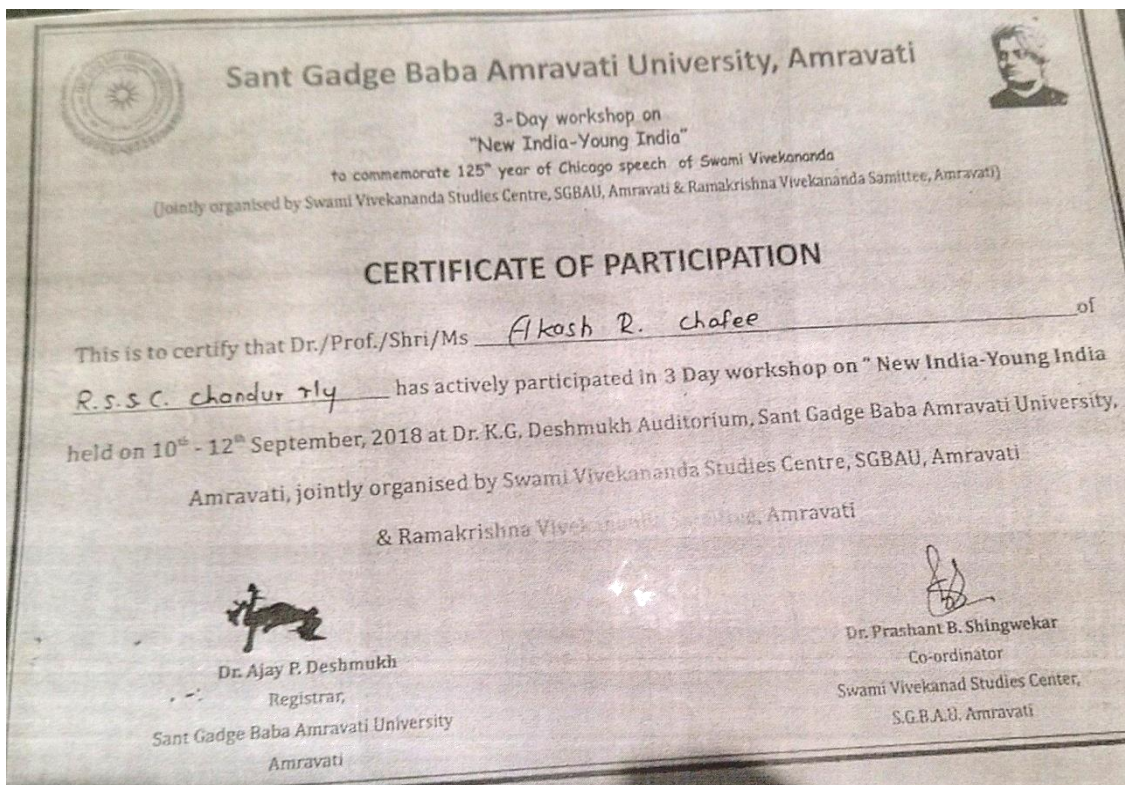 Sant Gadge Baba Amravati University, Amravati
3-Day workshop on
"New India-Young India"
to commemorate 125th year of Chicago speech of Swami Vivekananda
(Jointly organised by Swami Vivekananda Studies Centre, SGBAU, Amravati & Ramakrishna Vivekananda Samittee, Amravati)
CERTIFICATE OF PARTICIPATION
This is to certify that Dr./Prof./Shri/Ms Akash R. Chafee of
R.S.S.C. chandur rly has actively participated in 3 Day workshop on " New India-Young India
held on 10th - 12th September, 2018 at Dr. K.G. Deshmukh Auditorium, Sant Gadge Baba Amravati University,
Amravati, jointly organised by Swami Vivekananda Studies Centre, SGBAU, Amravati
& Ramakrishna Vivekananda Samittee, Amravati
Dr. Ajay P. Deshmukh
Registrar,
Sant Gadge Baba Amravati University
Amravati
Dr. Prashant B. Shingwekar
Co-ordinator
Swami Vivekanad Studies Center,
S.G.B.A.U. Amravati